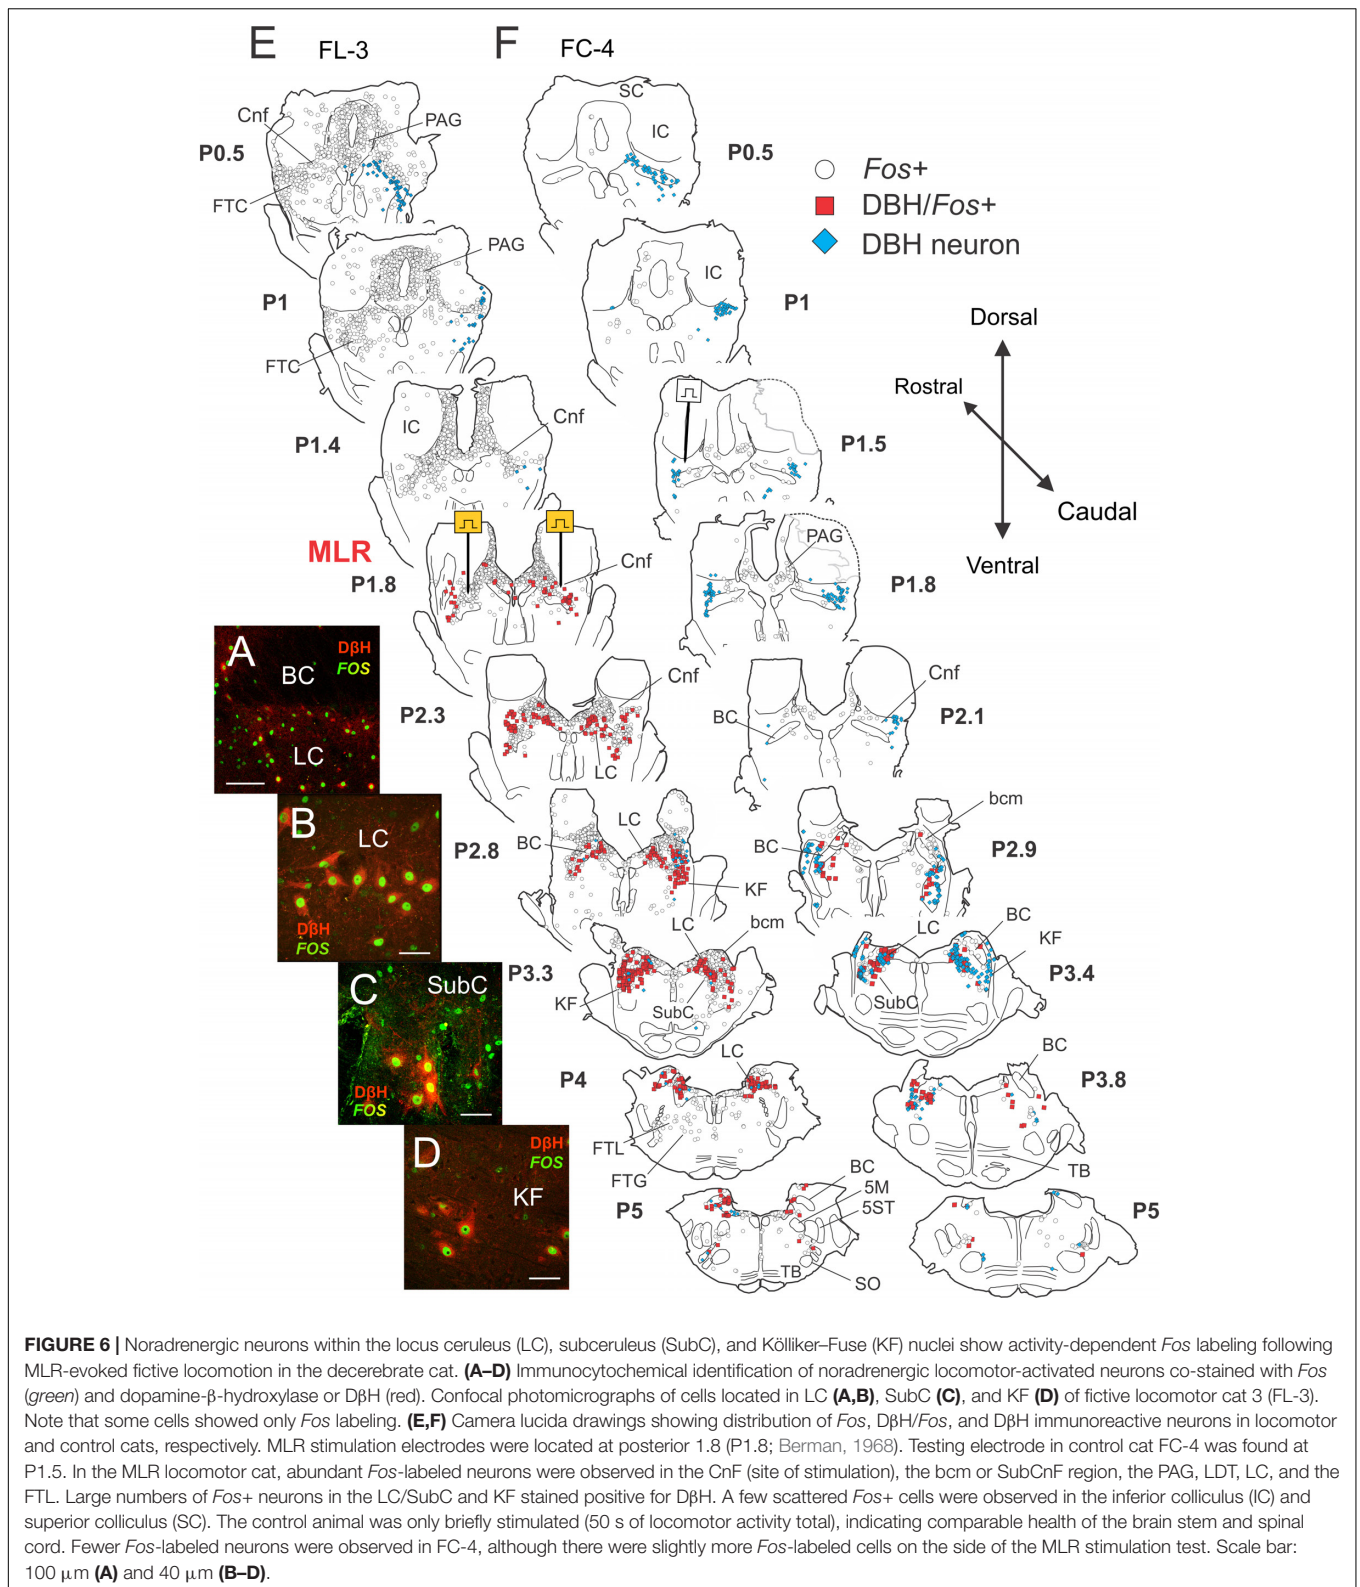 E FL-3 F FC-4
SC
Cnf PAG IC
P0.5 P0.5
FTC
Fos+
DBH/Fos+
DBH neuron
PAG
IC
P1 P1
FTC
Dorsal
Rostral
Caudal
Ventral
IC Cnf
P1.4 P1.5
MLR
P1.8 Cnf PAG P1.8
A DβH
FOS
BC
LC
P2.3 Cnf LC
BC Cnf P2.1
B LC
DβH
FOS
P2.8 BC LC KF
BC bcm P2.9
C SubC
DβH
FOS
P3.3 LC bcm
KF SubC
LC BC KF
SubC P3.4
P4 LC
FTL
FTG
BC P3.8
TB
D DβH
FOS
KF
P5 BC
5M
5ST
TB SO
P5
FIGURE 6 | Noradrenergic neurons within the locus ceruleus (LC), subceruleus (SubC), and Kölliker–Fuse (KF) nuclei show activity-dependent Fos labeling following
MLR-evoked fictive locomotion in the decerebrate cat. (A–D) Immunocytochemical identification of noradrenergic locomotor-activated neurons co-stained with Fos
(green) and dopamine-β-hydroxylase or DβH (red). Confocal photomicrographs of cells located in LC (A,B), SubC (C), and KF (D) of fictive locomotor cat 3 (FL-3).
Note that some cells showed only Fos labeling. (E,F) Camera lucida drawings showing distribution of Fos, DβH/Fos, and DβH immunoreactive neurons in locomotor
and control cats, respectively. MLR stimulation electrodes were located at posterior 1.8 (P1.8; Berman, 1968). Testing electrode in control cat FC-4 was found at
P1.5. In the MLR locomotor cat, abundant Fos-labeled neurons were observed in the CnF (site of stimulation), the bcm or SubCnF region, the PAG, LDT, LC, and the
FTL. Large numbers of Fos+ neurons in the LC/SubC and KF stained positive for DβH. A few scattered Fos+ cells were observed in the inferior colliculus (IC) and
superior colliculus (SC). The control animal was only briefly stimulated (50 s of locomotor activity total), indicating comparable health of the brain stem and spinal
cord. Fewer Fos-labeled neurons were observed in FC-4, although there were slightly more Fos-labeled cells on the side of the MLR stimulation test. Scale bar:
100 μm (A) and 40 μm (B–D).